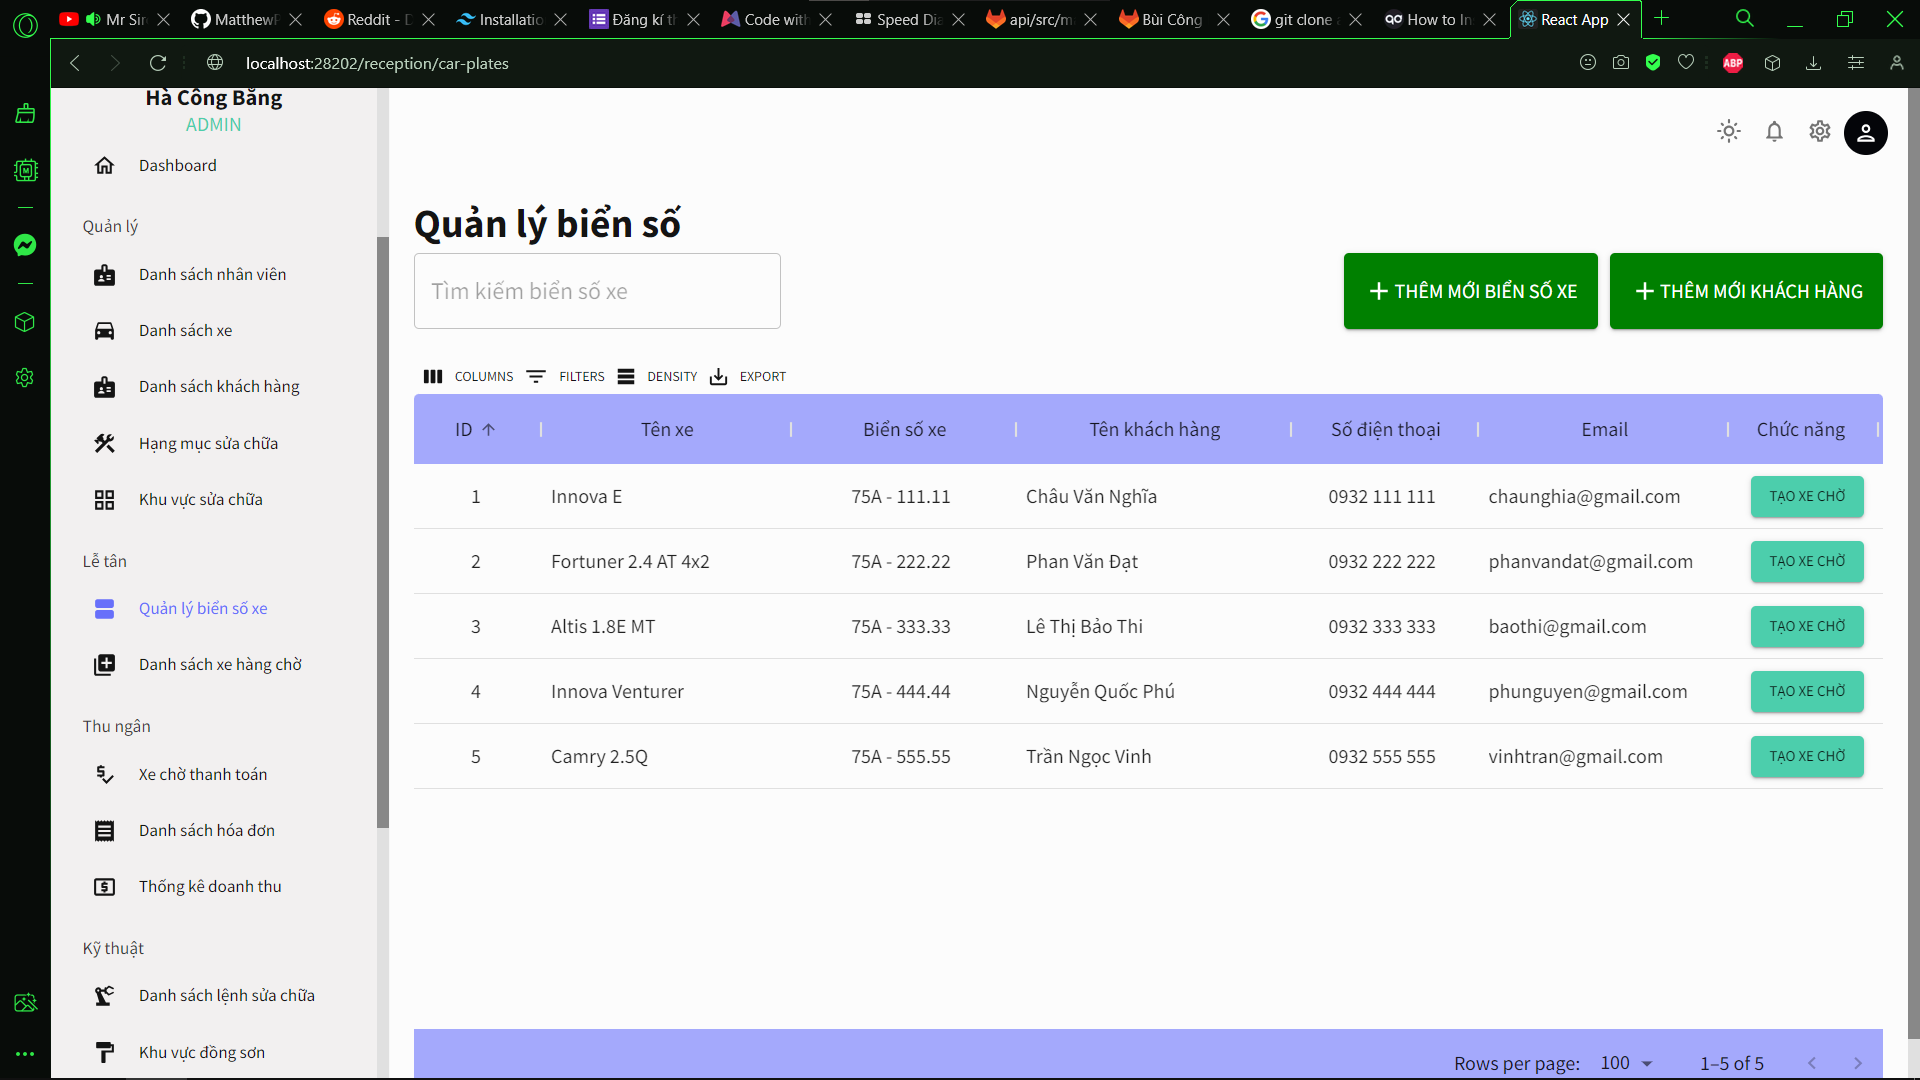 Mr Sir
MatthewP
Reddit - D
Installatio
Đăng kí th
Code with
Speed Dia
api/src/m
Bùi Công
git clone
How to In
React App
localhost:28202/reception/car-plates
ABP
Hà Công Bằng
ADMIN
Dashboard
Quản lý
Danh sách nhân viên
Danh sách xe
Danh sách khách hàng
Hạng mục sửa chữa
Khu vực sửa chữa
Lễ tân
Quản lý biển số xe
Danh sách xe hàng chờ
Thu ngân
Xe chờ thanh toán
Danh sách hóa đơn
Thống kê doanh thu
Kỹ thuật
Danh sách lệnh sửa chữa
Khu vực đồng sơn
Quản lý biển số
Tìm kiếm biển số xe
THÊM MỚI BIỂN SỐ XE
THÊM MỚI KHÁCH HÀNG
COLUMNS FILTERS DENSITY EXPORT
ID Tên xe Biển số xe Tên khách hàng Số điện thoại Email Chức năng
1 Innova E 75A - 111.11 Châu Văn Nghĩa 0932 111 111 chaunghia@gmail.com TẠO XE CHỜ
2 Fortuner 2.4 AT 4x2 75A - 222.22 Phan Văn Đạt 0932 222 222 phanvandat@gmail.com TẠO XE CHỜ
3 Altis 1.8E MT 75A - 333.33 Lê Thị Bảo Thi 0932 333 333 baothi@gmail.com TẠO XE CHỜ
4 Innova Venturer 75A - 444.44 Nguyễn Quốc Phú 0932 444 444 phunguyen@gmail.com TẠO XE CHỜ
5 Camry 2.5Q 75A - 555.55 Trần Ngọc Vinh 0932 555 555 vinhtran@gmail.com TẠO XE CHỜ
Rows per page: 100 1–5 of 5